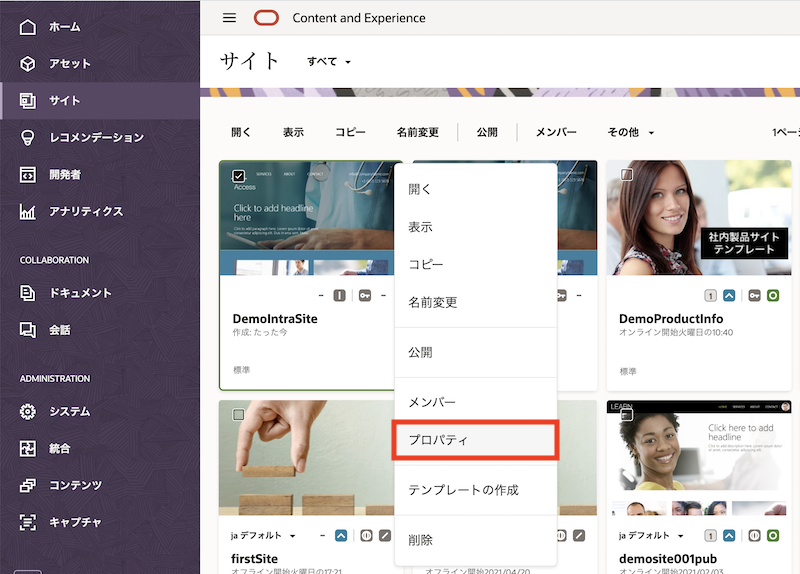 ホーム
アセット
サイト
レコメンデーション
開発者
アナリティクス
COLLABORATION
ドキュメント
会話
ADMINISTRATION
システム
統合
コンテンツ
キャプチャ
Content and Experience
サイト すべて
開く 表示 コピー 名前変更 公開 メンバー その他 1ページ
Access
SERVICES ABOUT CONTACT
Click to add headline
here
DemoIntraSite
作成: たった今
標準
開く
表示
コピー
名前変更
公開
メンバー
プロパティ
テンプレートの作成
削除
社内製品サイト
テンプレート
1
DemoProductInfo
オンライン開始火曜日の10:40
標準
ja デフォルト
firstSite
オンライン開始火曜日の17:21
オンライン開始2021/04/20
LEARN
HOME SERVICES ABOUT CONTACT
Click here to add
headline
ja デフォルト 1
demosite001pub
オンライン開始2021/02/03